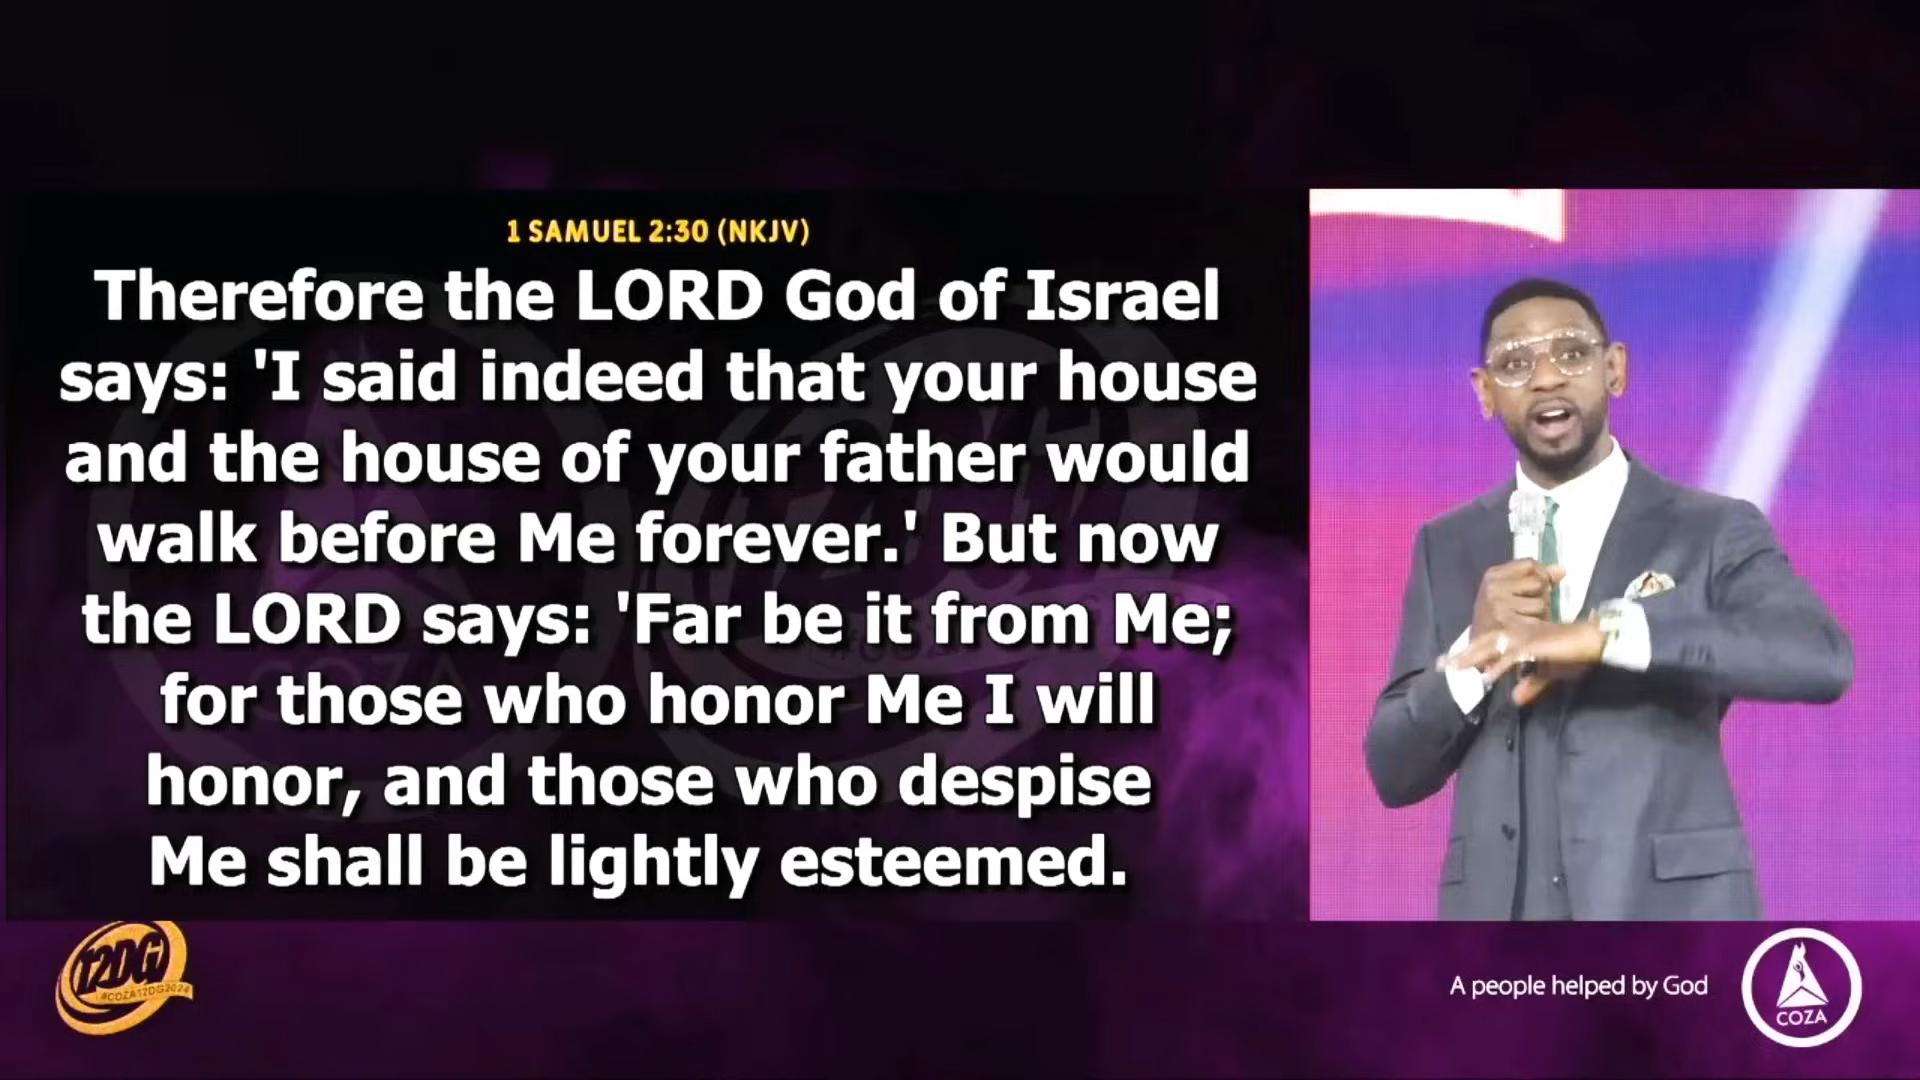 1 SAMUEL 2:30 (NKJV)
Therefore the LORD God of Israel
says: 'I said indeed that your house
and the house of your father would
walk before Me forever.' But now
the LORD says: 'Far be it from Me;
for those who honor Me I will
honor, and those who despise
Me shall be lightly esteemed.
12DG
#COZA12DG2024
A people helped by God
COZA